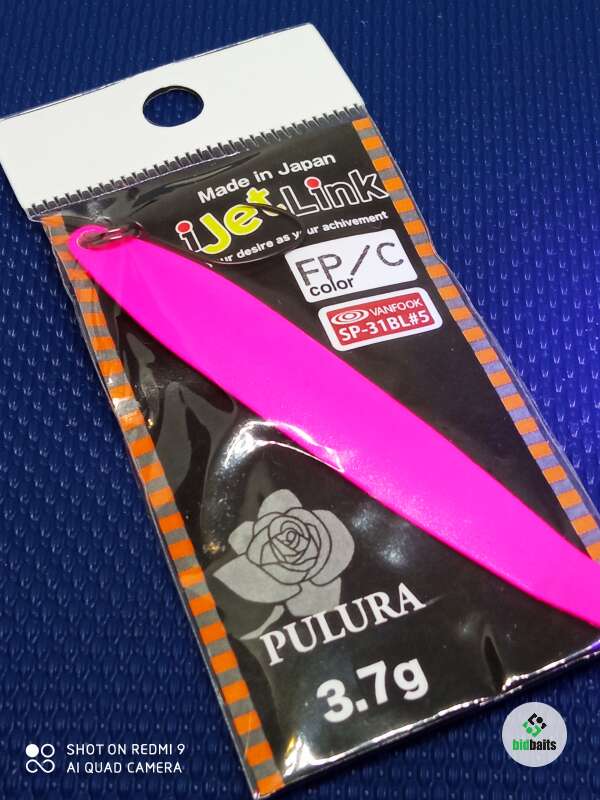 Made in Japan
iJetLink
our desire as your achivement
FP/C
color
VANFOOK
SP-31BL#5
PULURA
3.7g
SHOT ON REDMI 9
AI QUAD CAMERA
bidbaits